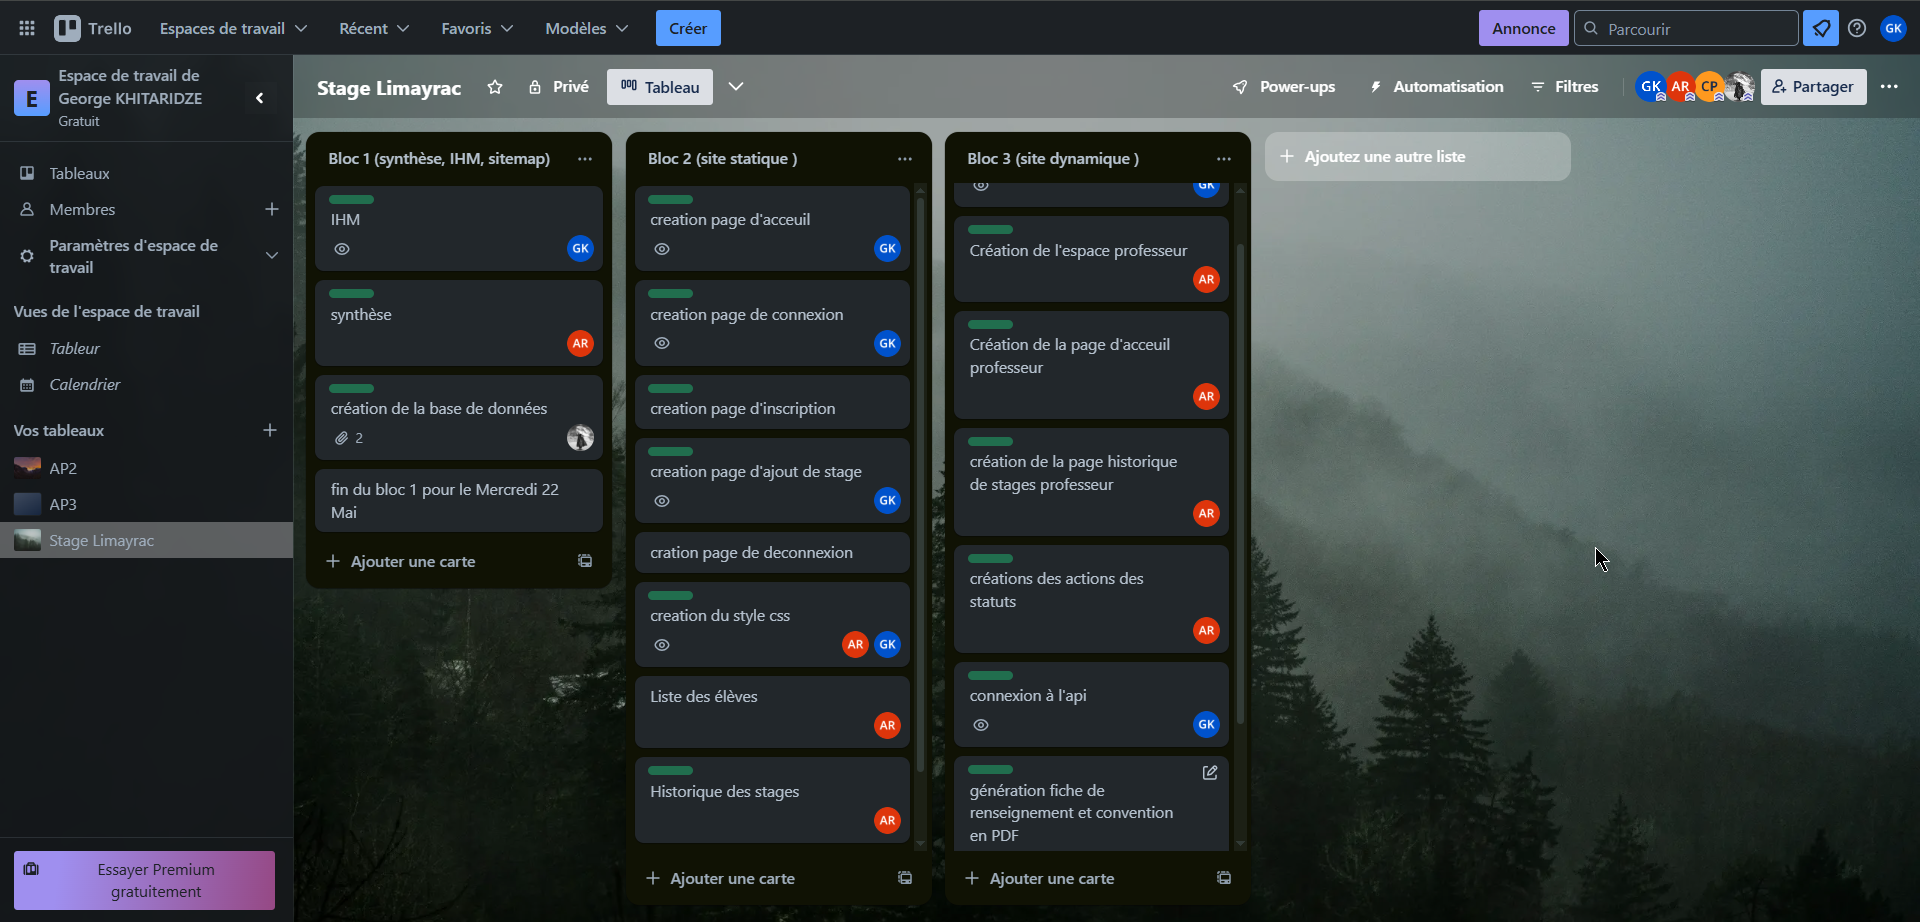 Trello
Espaces de travail
Récent
Favoris
Modèles
Créer
Annonce
Parcourir
GK
E
Espace de travail de
George KHITARIDZE
Gratuit
Stage Limayrac
Privé
Tableau
Power-ups
Automatisation
Filtres
GK
AR
CP
Partager
Tableaux
Membres
Paramètres d'espace de
travail
Vues de l'espace de travail
Tableur
Calendrier
Vos tableaux
AP2
AP3
Stage Limayrac
Essayer Premium
gratuitement
Bloc 1 (synthèse, IHM, sitemap)
IHM
GK
synthèse
AR
création de la base de données
2
fin du bloc 1 pour le Mercredi 22
Mai
Ajouter une carte
Bloc 2 (site statique )
creation page d'acceuil
GK
creation page de connexion
GK
creation page d'inscription
creation page d'ajout de stage
GK
cration page de deconnexion
creation du style css
AR
GK
Liste des élèves
AR
Historique des stages
AR
Ajouter une carte
Bloc 3 (site dynamique )
GK
Création de l'espace professeur
AR
Création de la page d'acceuil
professeur
AR
création de la page historique
de stages professeur
AR
créations des actions des
statuts
AR
connexion à l'api
GK
génération fiche de
renseignement et convention
en PDF
Ajouter une carte
Ajoutez une autre liste